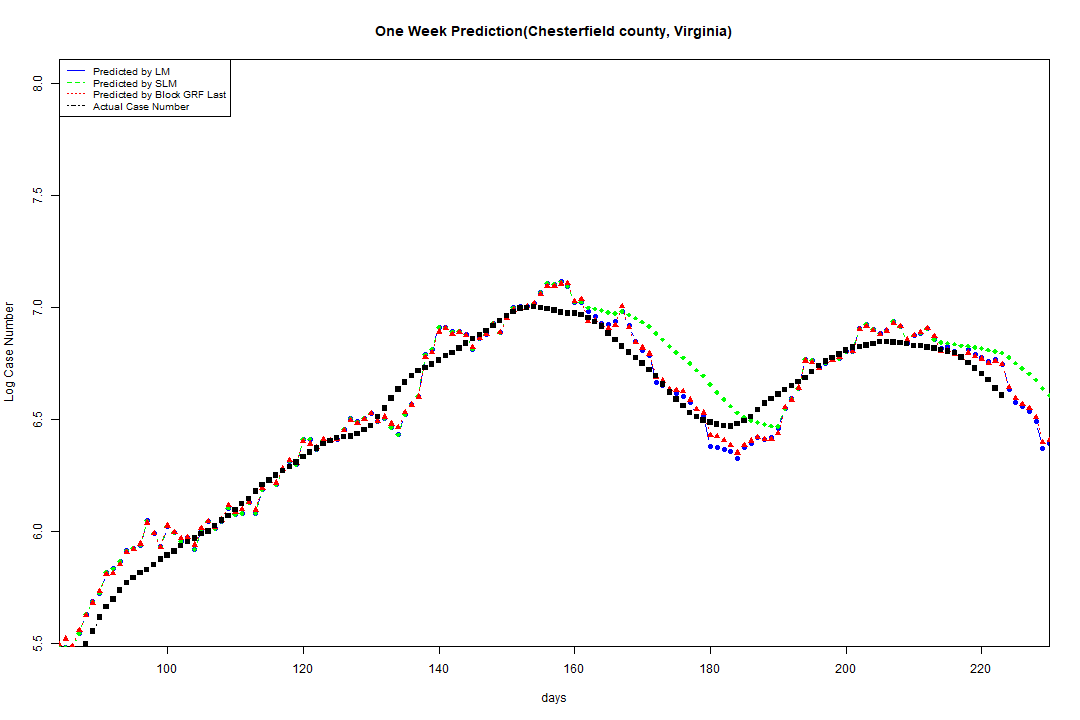 One Week Prediction(Chesterfield county, Virginia)
Predicted by LM
Predicted by SLM
Predicted by Block GRF Last
Actual Case Number
8.0
7.5
7.0
6.5
6.0
5.5
Log Case Number
100 120 140 160 180 200 220
days